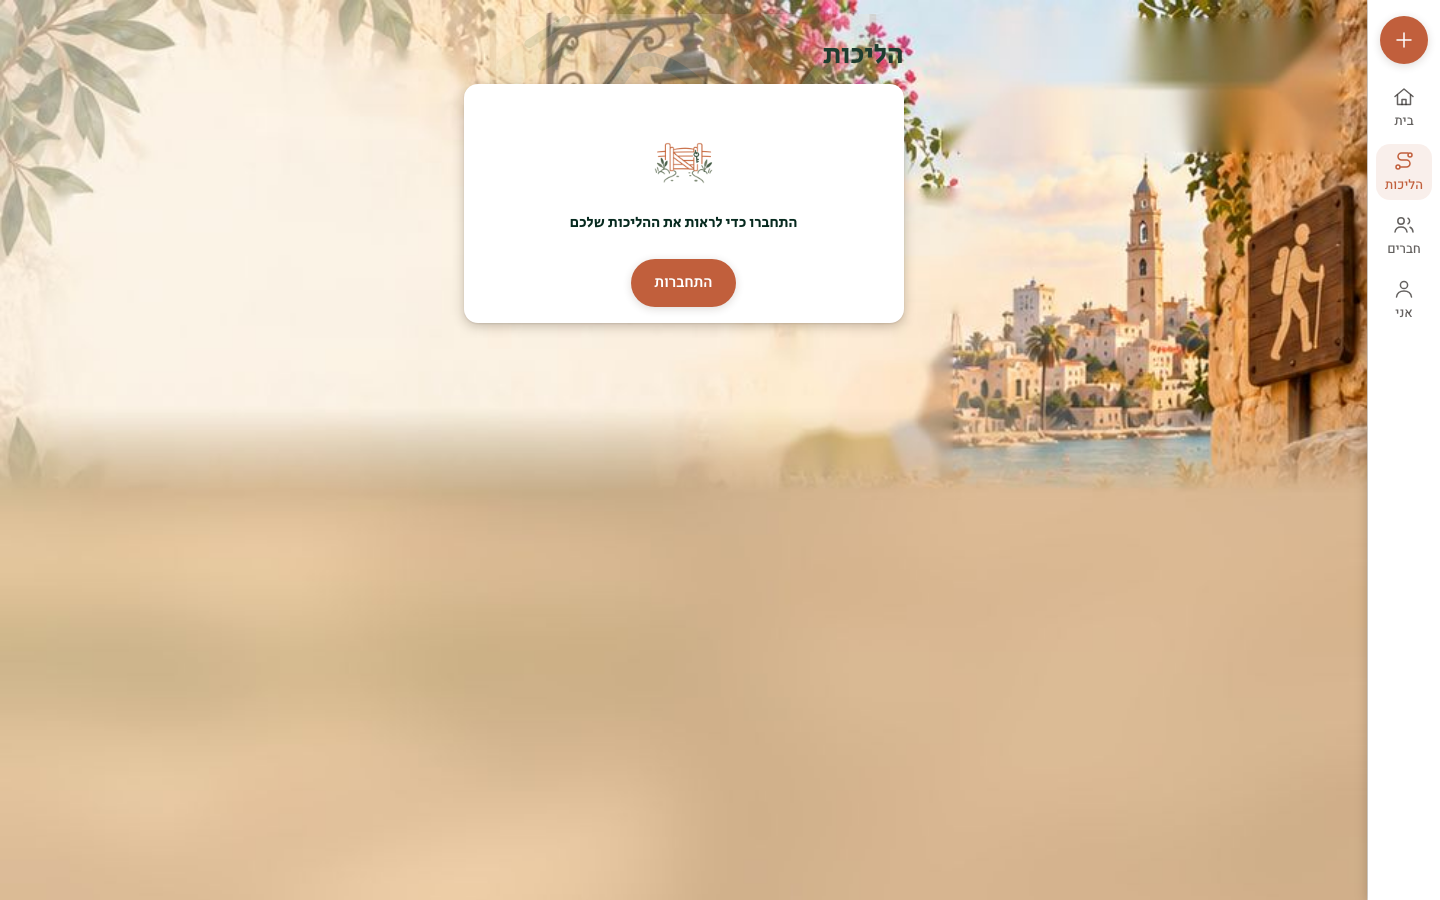 הליכות
התחברו כדי לראות את ההליכות שלכם
התחברות
בית
הליכות
חברים
אני